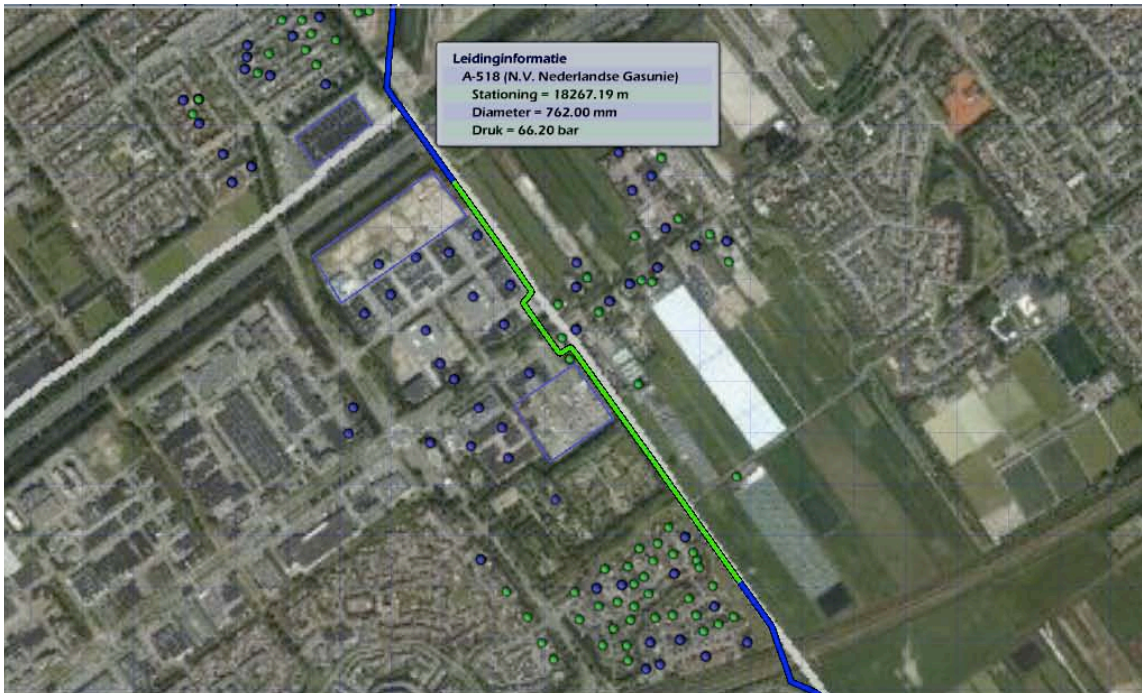 Leidinginformatie
A-518 (N.V. Nederlandse Gasunie)
Stationing = 18267.19 m
Diameter = 762.00 mm
Druk = 66.20 bar